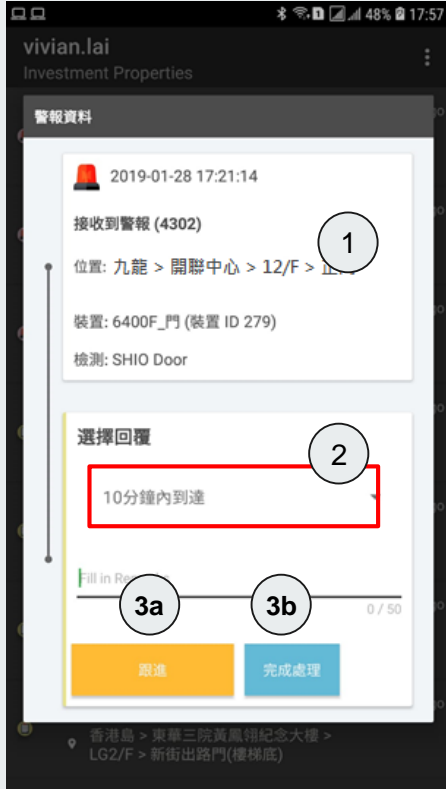 48% 17:57
vivian.lai
Investment Properties
警報資料
2019-01-28 17:21:14
接收到警報 (4302)
1
位置: 九龍 > 開聯中心 > 12/F >
裝置: 6400F_門 (裝置 ID 279)
檢測: SHIO Door
選擇回覆
2
10分鐘內到達
Fill in
3a
3b
0 / 50
跟進
完成處理
香港島 > 東華三院黃鳳翎紀念大樓 >
LG2/F > 新街出路門(樓梯底)